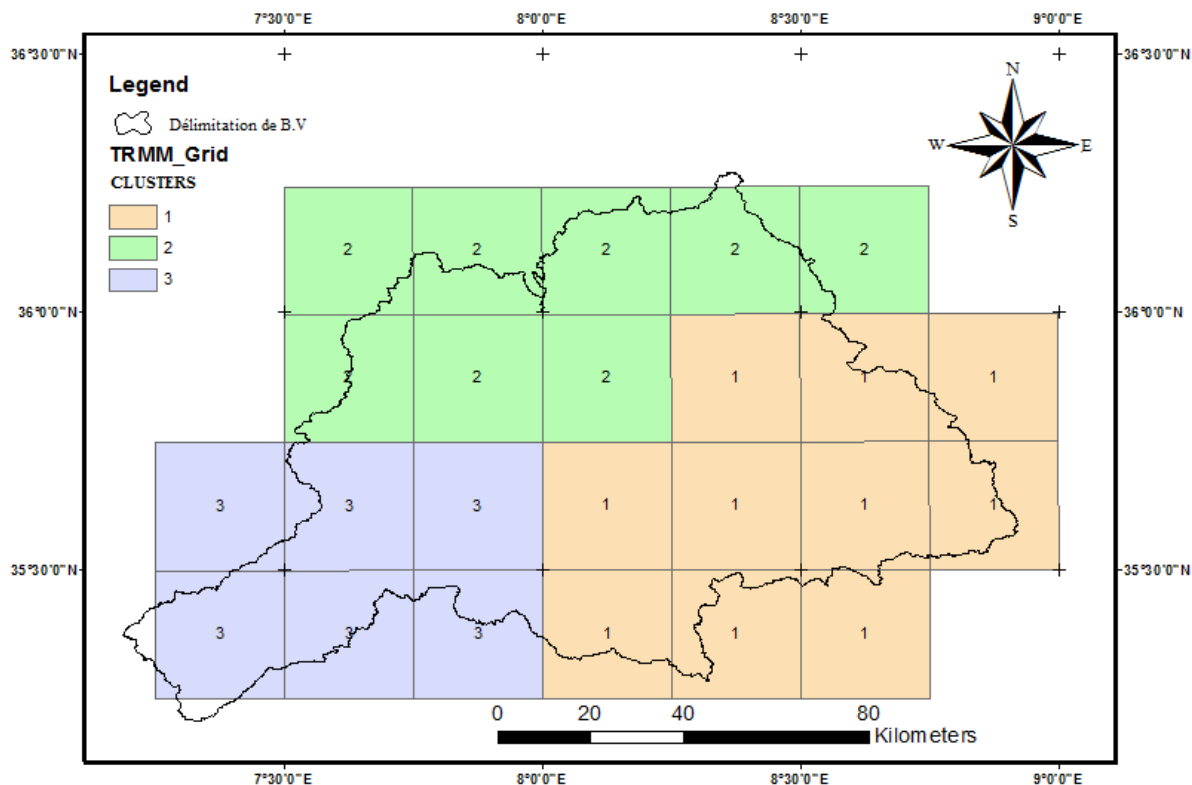 7°30'0"E 8°0'0"E 8°30'0"E 9°0'0"E
36°30'0"N 36°30'0"N
Legend
Délimitation de B.V
TRMM_Grid
CLUSTERS
1
2
3
N
W E
S
2 2 2 2 2
36°0'0"N 36°0'0"N
2 2 2 1 1 1
3 3 3 1 1 1 1
35°30'0"N 35°30'0"N
3 3 3 1 1 1
0 20 40 80
Kilometers
7°30'0"E 8°0'0"E 8°30'0"E 9°0'0"E